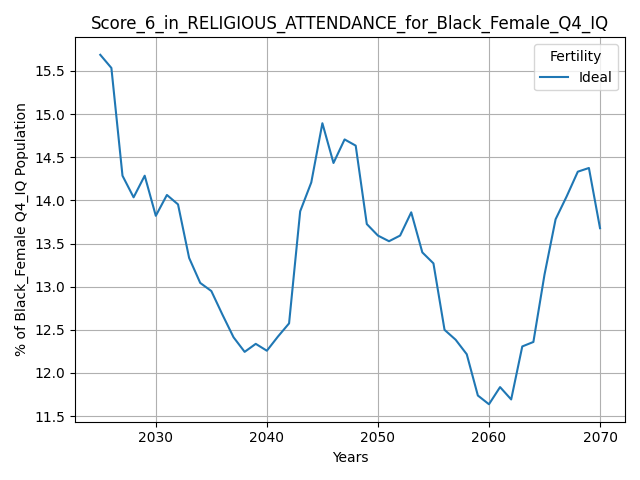 Score_6_in_RELIGIOUS_ATTENDANCE_for_Black_Female_Q4_IQ
Fertility
Ideal
% of Black_Female Q4_IQ Population
15.5
15.0
14.5
14.0
13.5
13.0
12.5
12.0
11.5
2030 2040 2050 2060 2070
Years